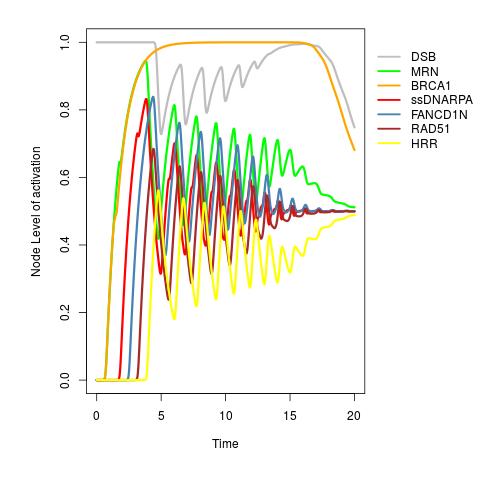 DSB
MRN
BRCA1
ssDNARPA
FANCD1N
RAD51
HRR
Node Level of activation
1.0
0.8
0.6
0.4
0.2
0.0
0 5 10 15 20
Time